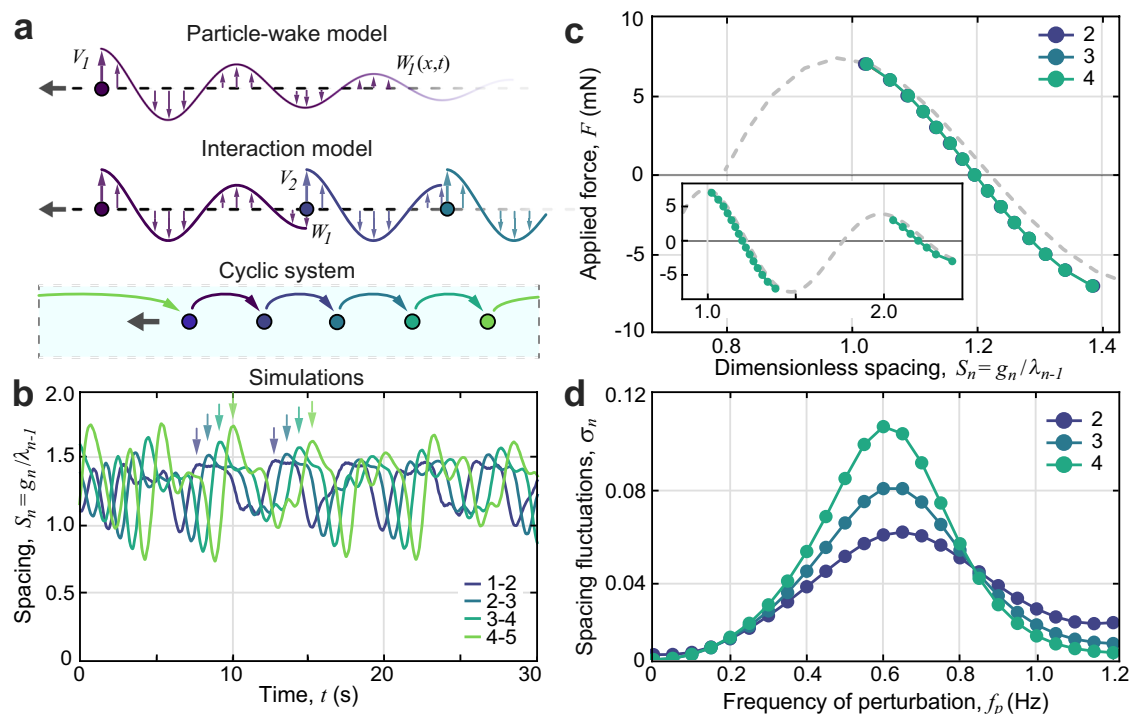 a
Particle-wake model
V1
W1(x,t)
Interaction model
V2
W1
Cyclic system
Simulations
b
Spacing, Sn = gn/λn-1
2.0
1.5
1.0
0.5
0
0
10
20
30
Time, t (s)
1-2
2-3
3-4
4-5
c
Applied force, F (mN)
10
5
0
-5
-10
0.8
1.0
1.2
1.4
Dimensionless spacing, Sn = gn/λn-1
2
3
4
5
0
-5
1.0
2.0
d
Spacing fluctuations, σn
0.12
0.08
0.04
0
0
0.2
0.4
0.6
0.8
1.0
1.2
Frequency of perturbation, fp (Hz)
2
3
4